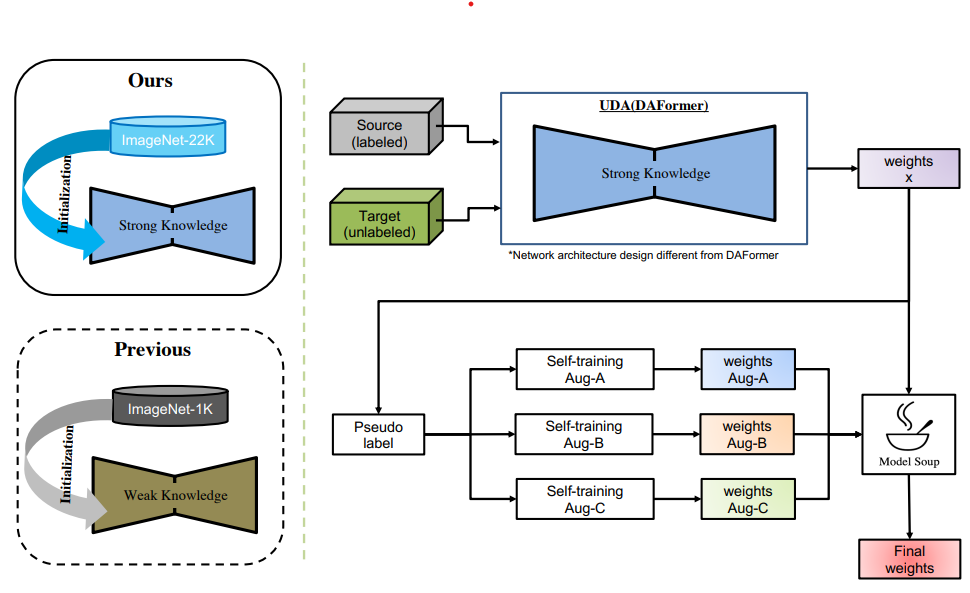 Ours
ImageNet-22K
Initialization
Strong Knowledge
Previous
ImageNet-1K
Initialization
Weak Knowledge
Source
(labeled)
Target
(unlabeled)
UDA(DAFormer)
Strong Knowledge
*Network architecture design different from DAFormer
weights
x
Pseudo
label
Self-training
Aug-A
weights
Aug-A
Self-training
Aug-B
weights
Aug-B
Self-training
Aug-C
weights
Aug-C
Model Soup
Final
weights